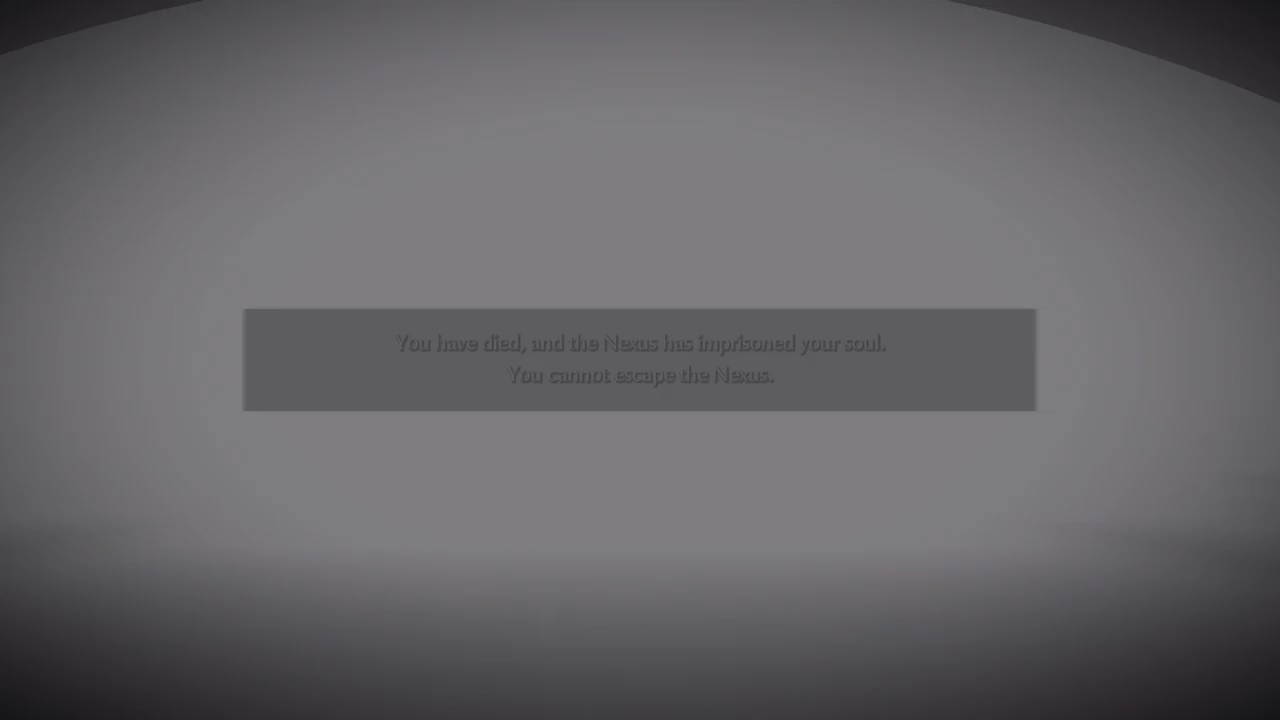 You have died, and the Nexus has imprisoned your soul.
You cannot escape the Nexus.